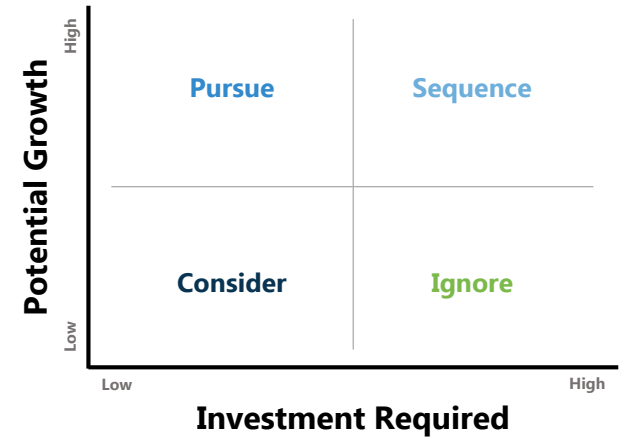 High
Potential Growth
Low
Pursue
Sequence
Consider
Ignore
Low
High
Investment Required